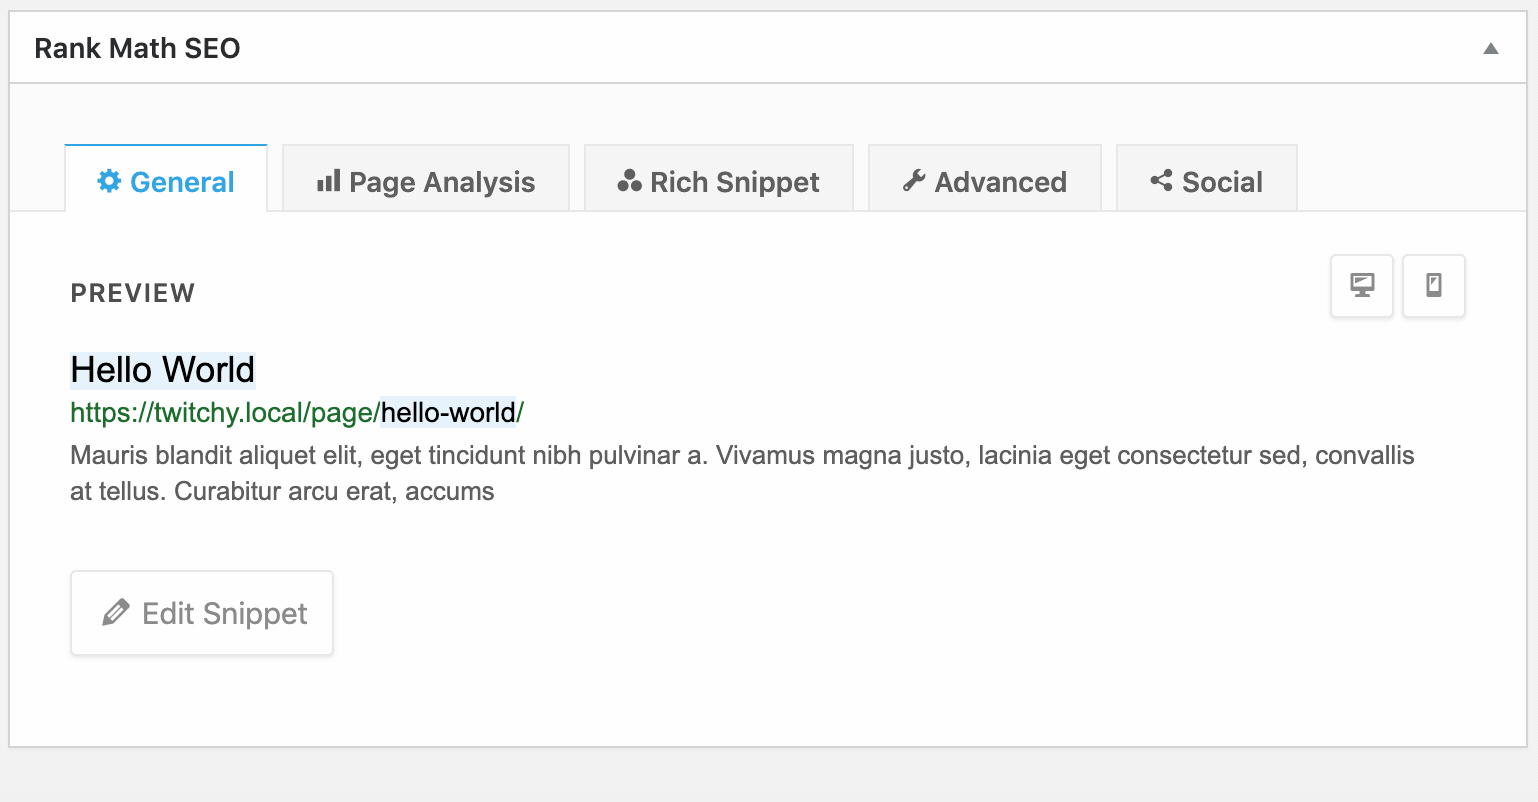 Rank Math SEO
General
Page Analysis
Rich Snippet
Advanced
Social
PREVIEW
Hello World
https://twitchy.local/page/hello-world/
Mauris blandit aliquet elit, eget tincidunt nibh pulvinar a. Vivamus magna justo, lacinia eget consectetur sed, convallis
at tellus. Curabitur arcu erat, accums
Edit Snippet